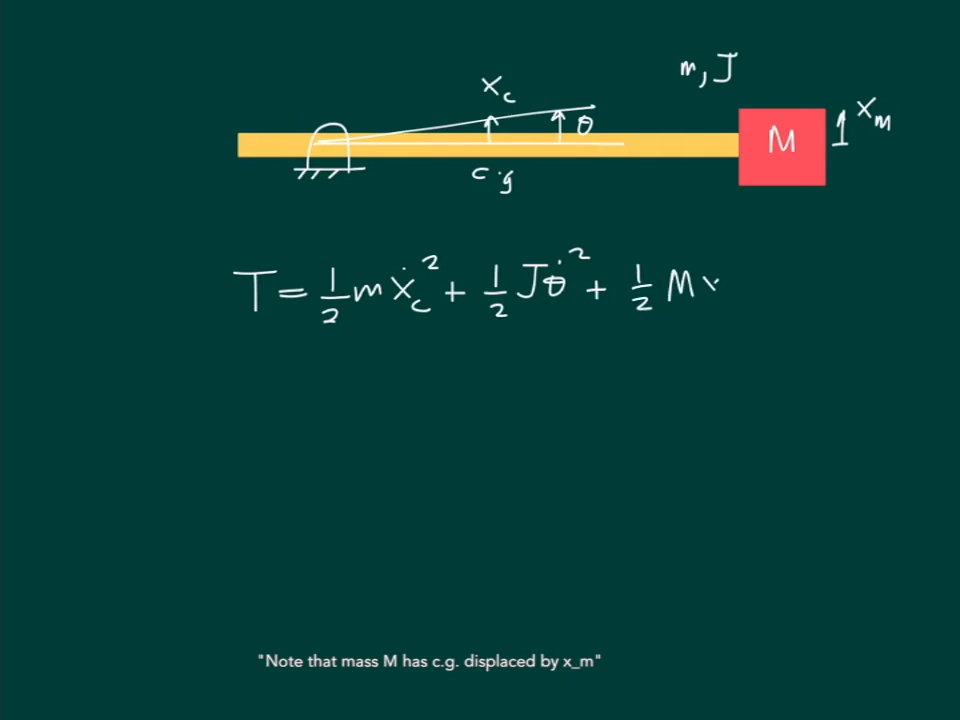 m, J
x_c
x_M
M
θ
c.g
T = 1/2 m ẋ_c² + 1/2 J θ̇² + 1/2 M
"Note that mass M has c.g. displaced by x_m"